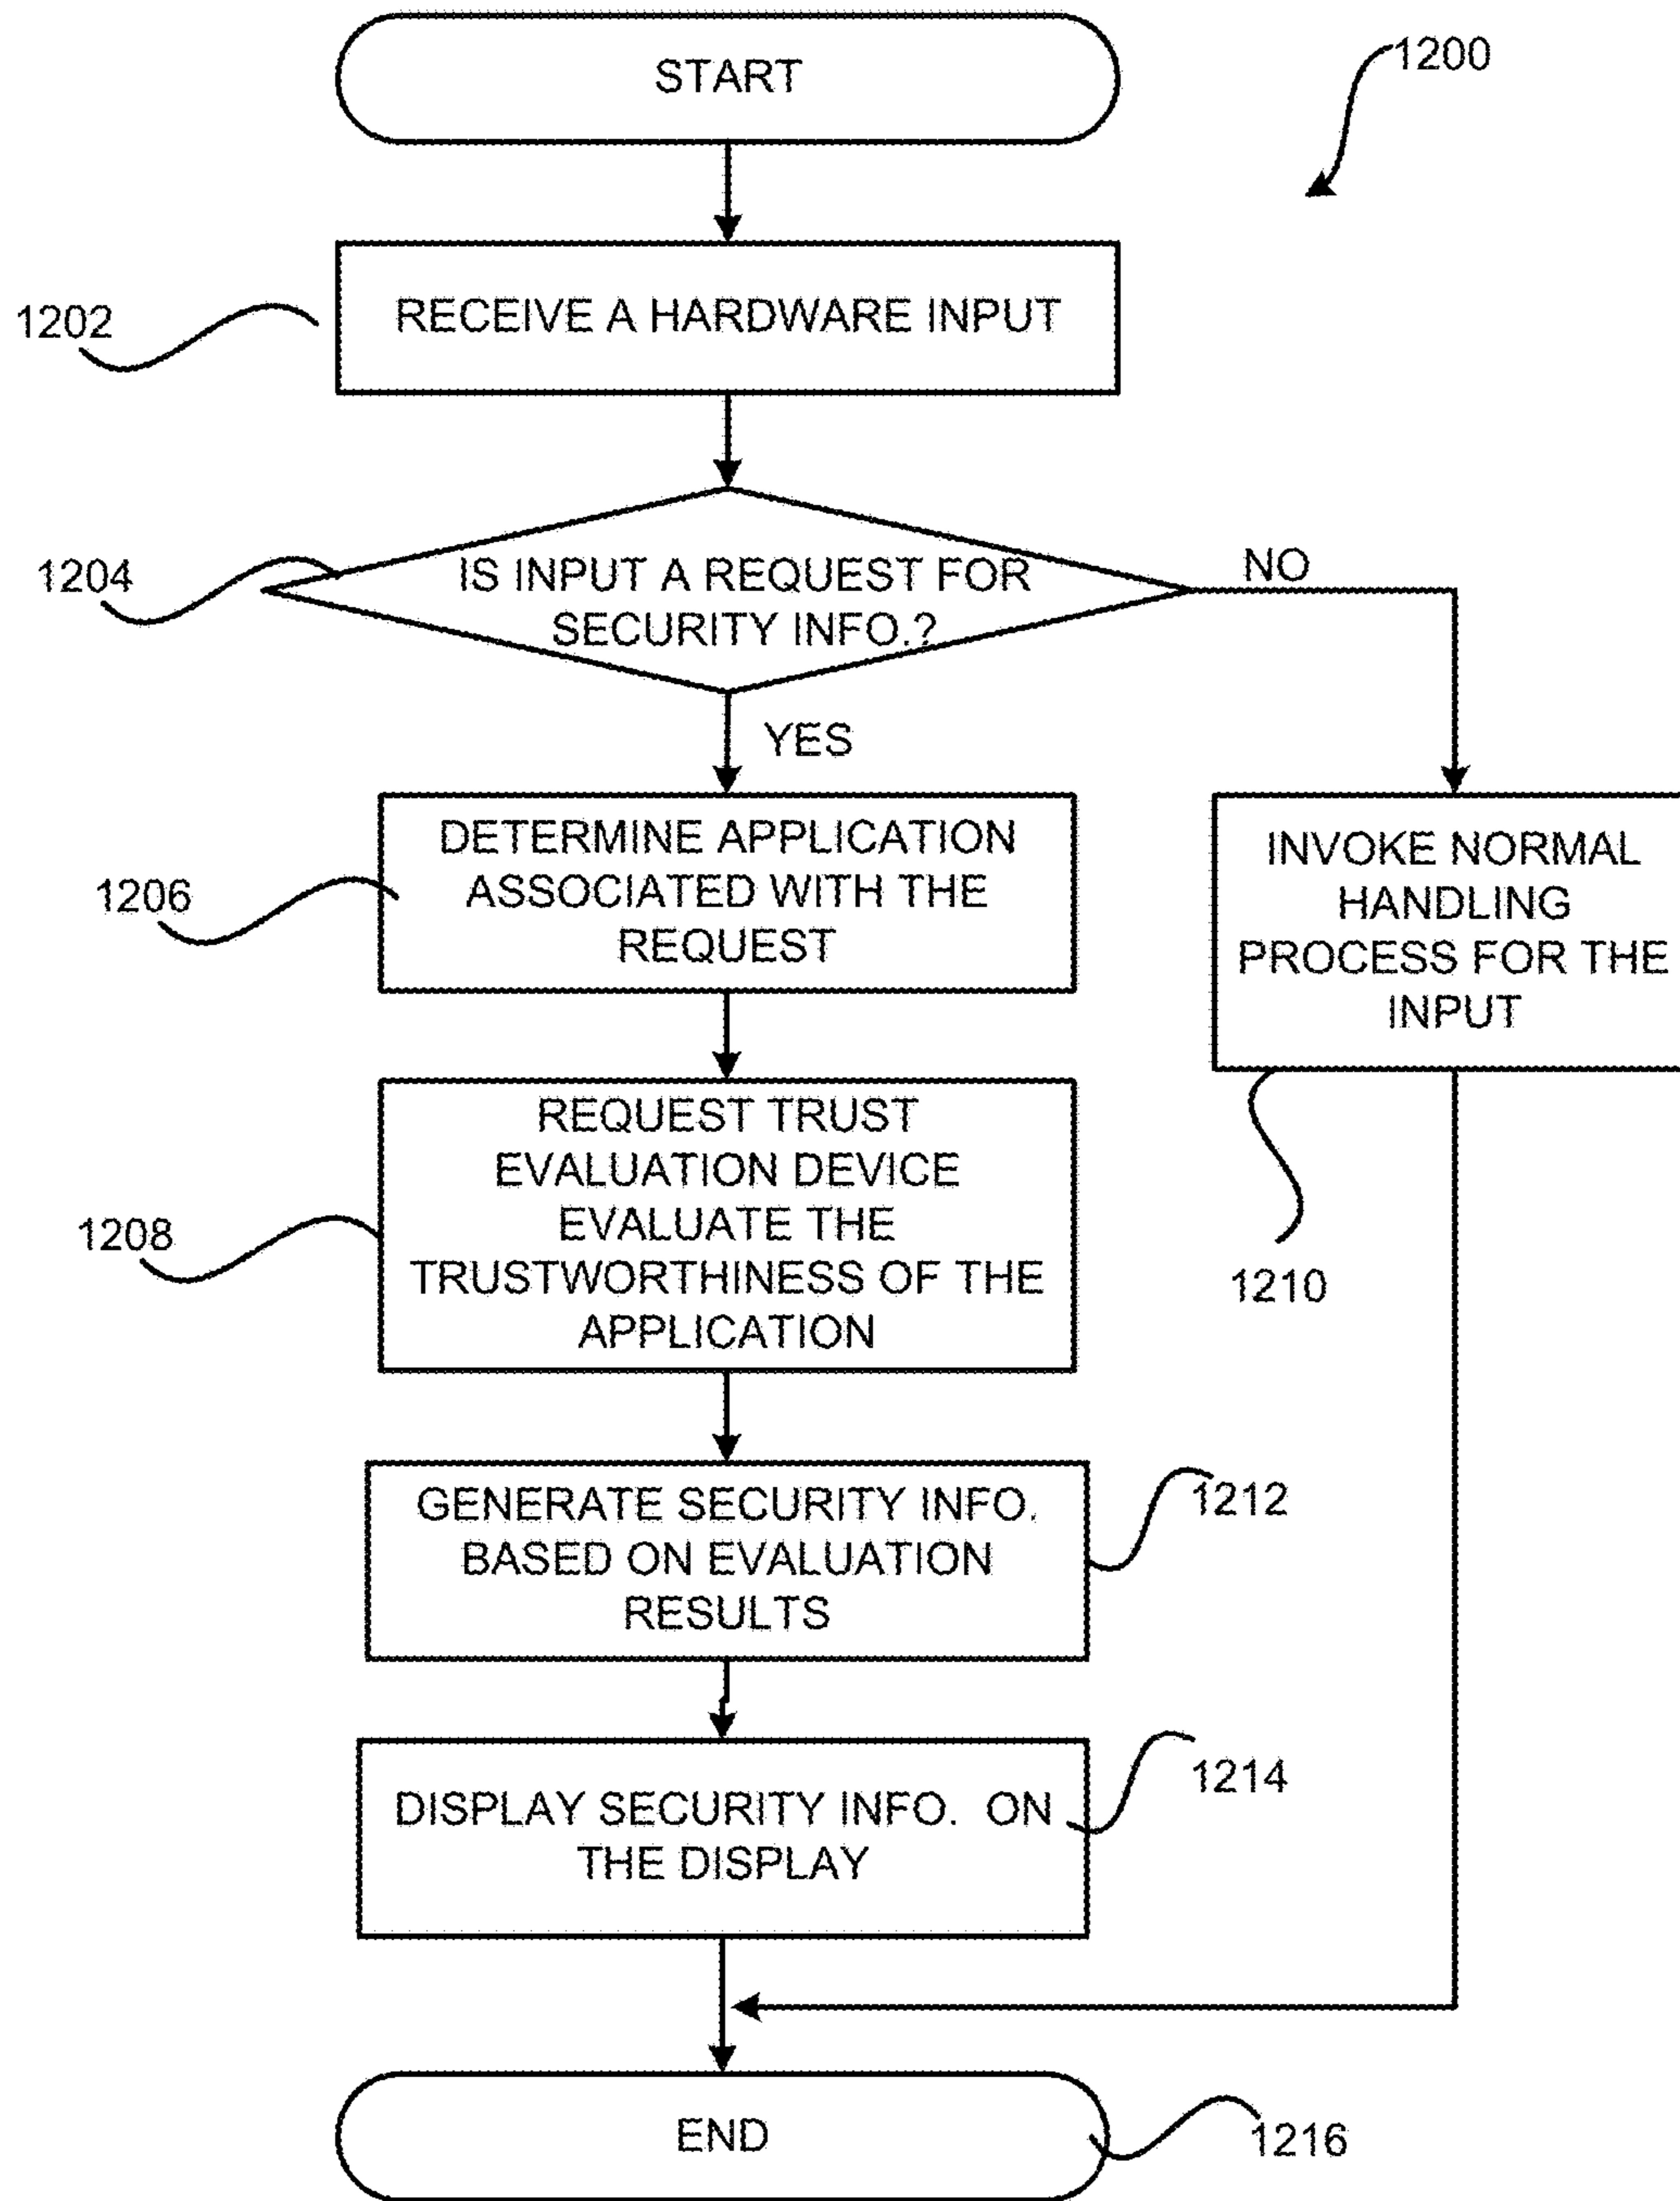 START
1200
RECEIVE A HARDWARE INPUT
1202
IS INPUT A REQUEST FOR
SECURITY INFO.?
1204
NO
YES
DETERMINE APPLICATION
ASSOCIATED WITH THE
REQUEST
1206
INVOKE NORMAL
HANDLING
PROCESS FOR THE
INPUT
1210
REQUEST TRUST
EVALUATION DEVICE
EVALUATE THE
TRUSTWORTHINESS OF THE
APPLICATION
1208
GENERATE SECURITY INFO.
BASED ON EVALUATION
RESULTS
1212
DISPLAY SECURITY INFO. ON
THE DISPLAY
1214
END
1216